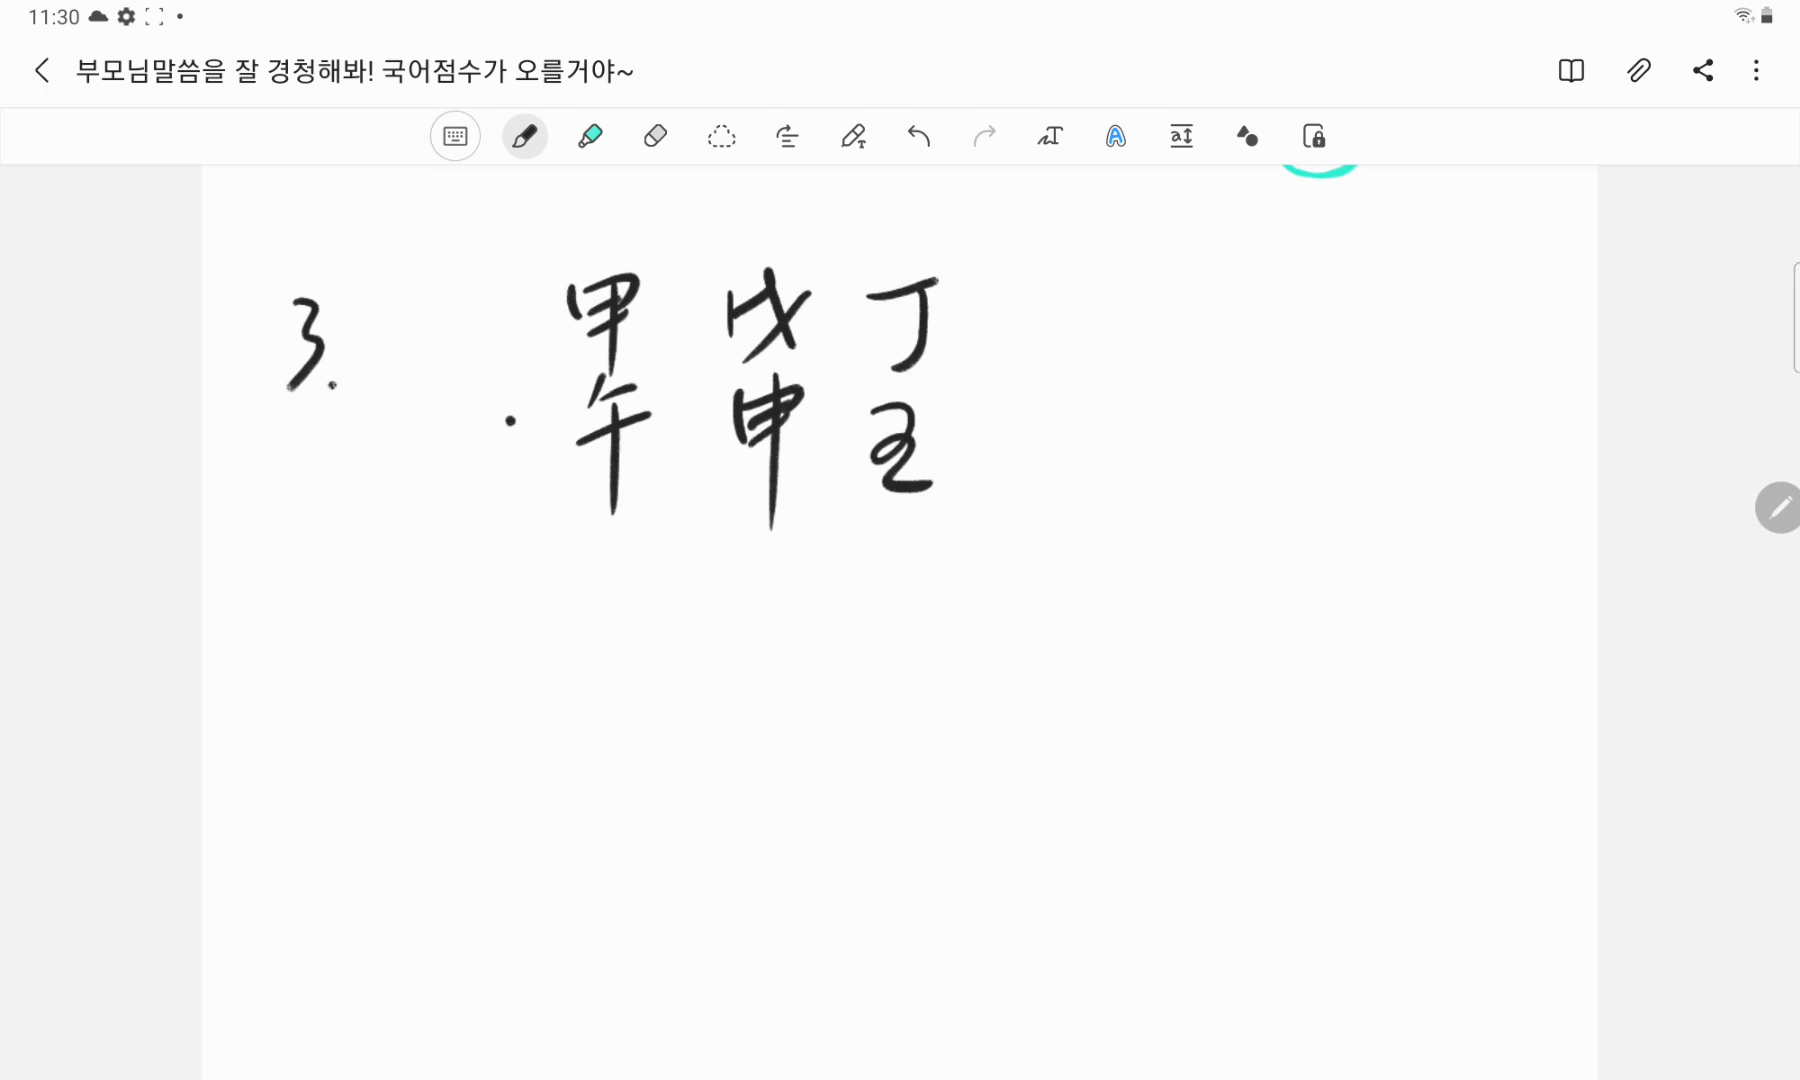 11:30
부모님말씀을 잘 경청해봐! 국어점수가 오를거야~
3. 甲 戊 丁
午 申